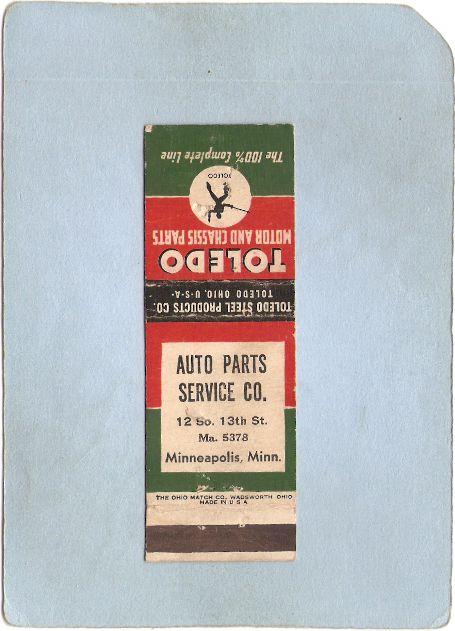 The 100% Complete Line
TOLEDO
MOTOR AND CHASSIS PARTS
TOLEDO
TOLEDO STEEL PRODUCTS CO.
TOLEDO OHIO, U-S-A-
AUTO PARTS
SERVICE CO.
12 So. 13th St.
Ma. 5378
Minneapolis, Minn.
THE OHIO MATCH CO. WADSWORTH OHIO
MADE IN U S A